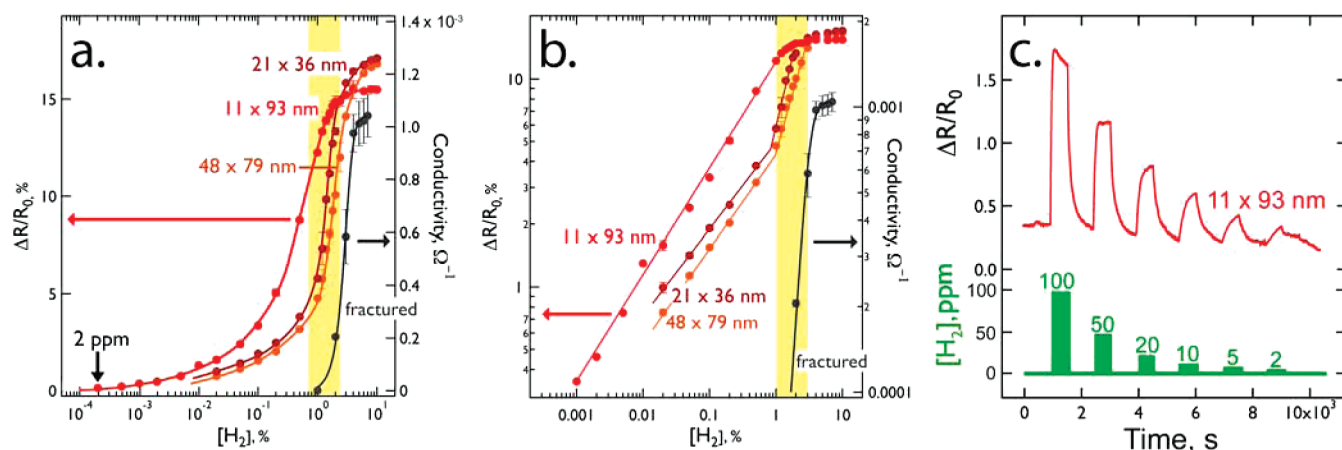 a.
1.4x10⁻³
1.2
1.0
0.8
0.6
0.4
0.2
0
15
10
5
0
ΔR/R₀, %
Conductivity, Ω⁻¹
21 x 36 nm
11 x 93 nm
48 x 79 nm
fractured
2 ppm
10⁻⁴
10⁻³
10⁻²
10⁻¹
10⁰
10¹
[H₂], %
b.
10
8
7
6
5
4
3
2
1
8
7
6
5
4
ΔR/R₀, %
2
0.001
8
7
6
5
4
3
2
0.0001
Conductivity, Ω⁻¹
11 x 93 nm
21 x 36 nm
48 x 79 nm
fractured
0.001
0.01
0.1
1
10
[H₂], %
c.
1.5
1.0
0.5
0.0
ΔR/R₀
11 x 93 nm
100
50
0
[H₂], ppm
100
50
20
10
5
2
0
2
4
6
8
10x10³
Time, s